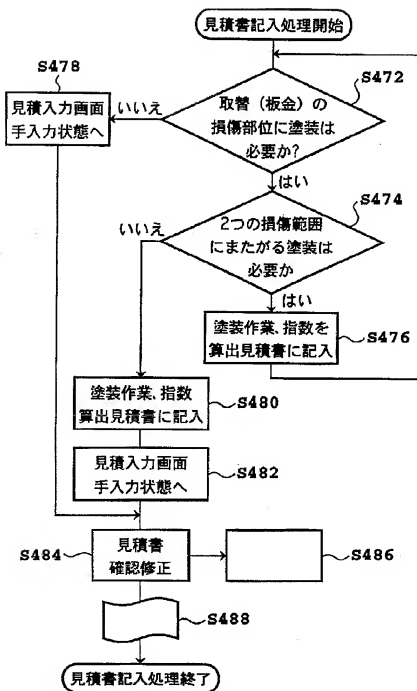 見積書記入処理開始
S478
S472
見積入力画面
手入力状態へ
いいえ
取替（板金）の
損傷部位に塗装は
必要か?
はい
S474
いいえ
2つの損傷範囲
にまたがる塗装は
必要か
はい
塗装作業、指数を
算出見積書に記入
S476
塗装作業、指数
算出見積書に記入
S480
見積入力画面
手入力状態へ
S482
S484
見積書
確認修正
S486
S488
見積書記入処理終了